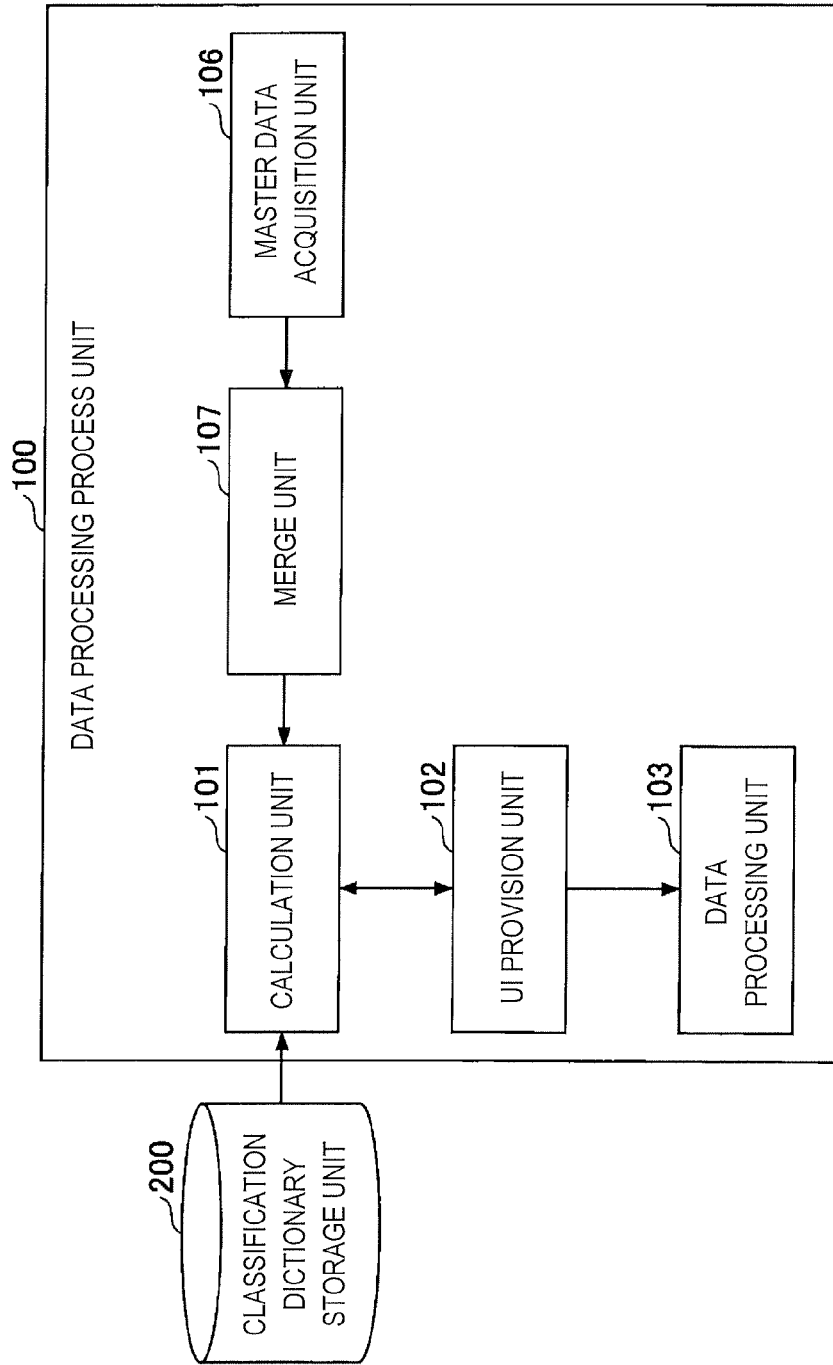 100
DATA PROCESSING PROCESS UNIT
200
CLASSIFICATION
DICTIONARY
STORAGE UNIT
101
CALCULATION UNIT
107
MERGE UNIT
106
MASTER DATA
ACQUISITION UNIT
102
UI PROVISION UNIT
103
DATA
PROCESSING UNIT